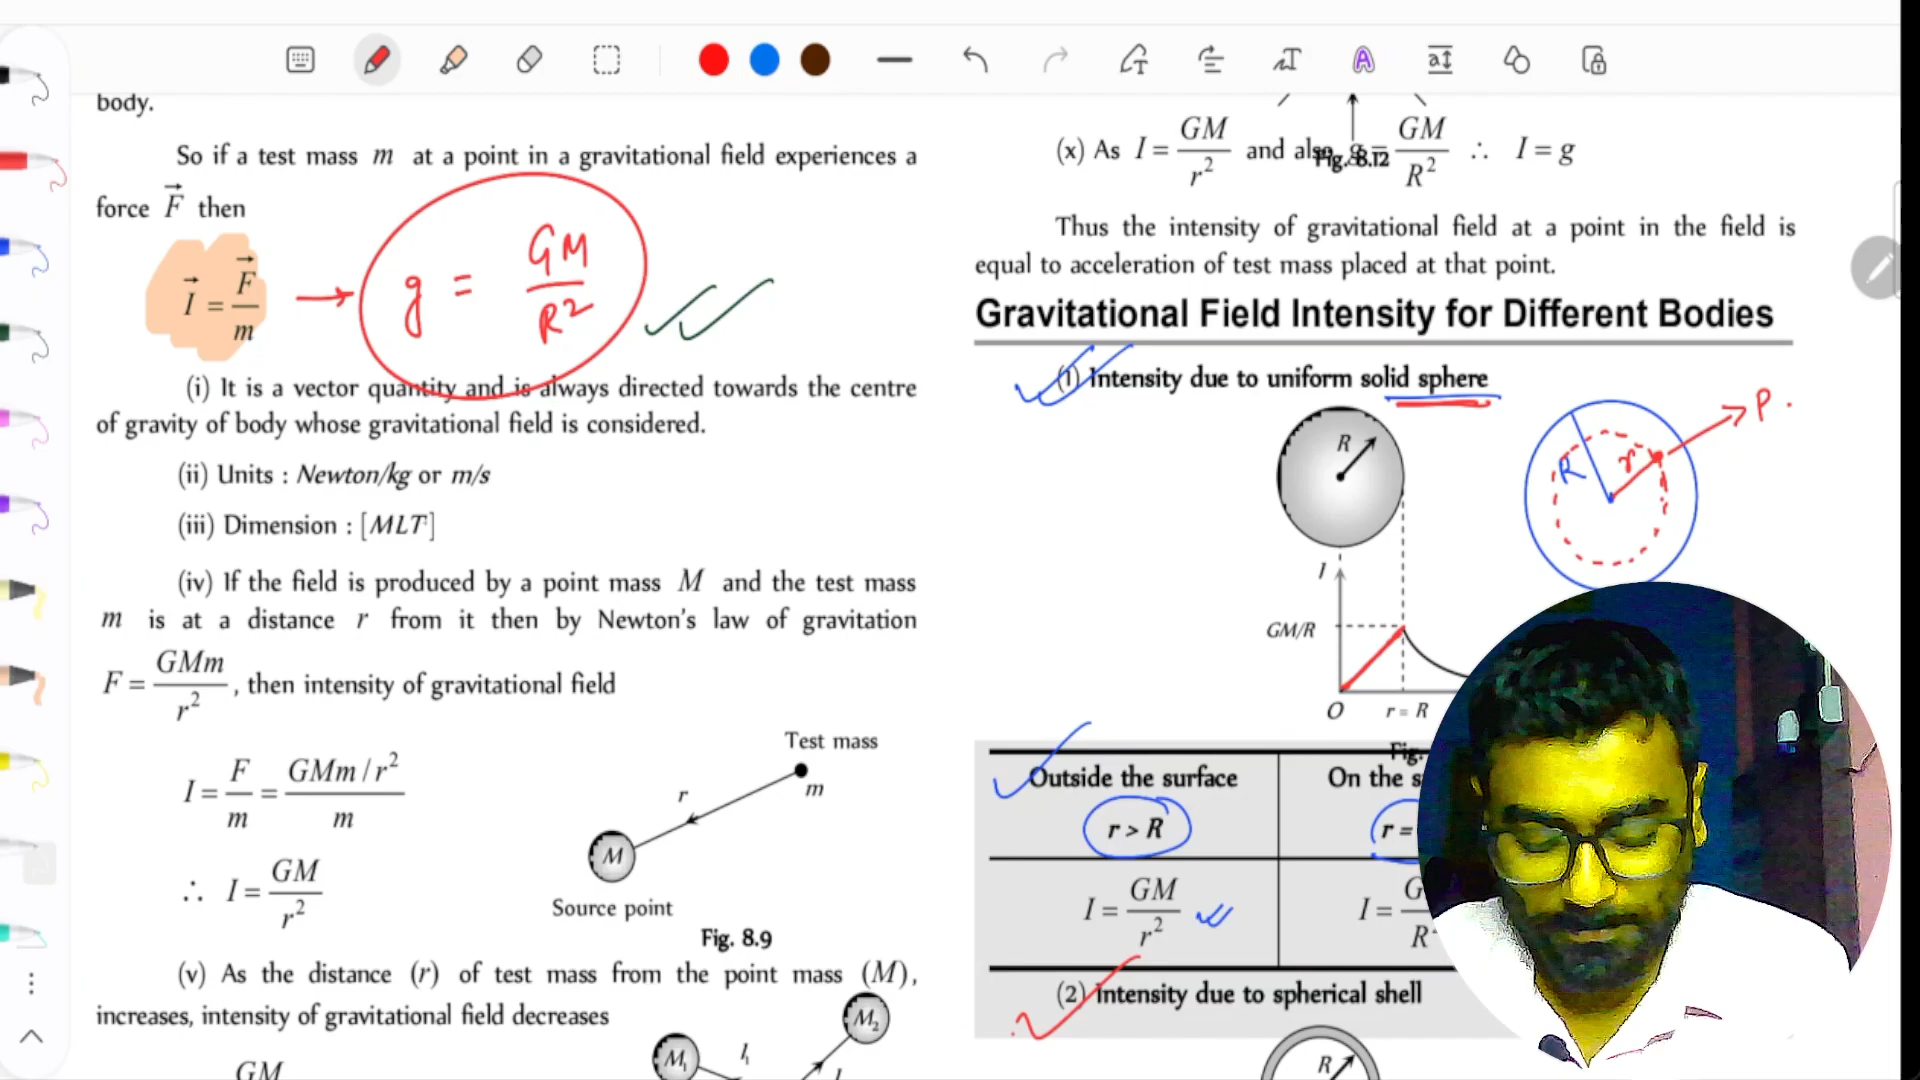 body.
So if a test mass m at a point in a gravitational field experiences a
force F⃗ then
I⃗ = F⃗/m
g = GM/R²
(i) It is a vector quantity and is always directed towards the centre
of gravity of body whose gravitational field is considered.
(ii) Units : Newton/kg or m/s
(iii) Dimension : [MLT]
(iv) If the field is produced by a point mass M and the test mass
m is at a distance r from it then by Newton's law of gravitation
F = GMm/r² , then intensity of gravitational field
I = F/m = GMm/r²/m
∴ I = GM/r²
Test mass
m
r
M
Source point
Fig. 8.9
(v) As the distance (r) of test mass from the point mass (M),
increases, intensity of gravitational field decreases
GM
M₁
I₁
M₂
(x) As I = GM/r² and also g = GM/R² ∴ I = g
Fig. 8.12
Thus the intensity of gravitational field at a point in the field is
equal to acceleration of test mass placed at that point.
Gravitational Field Intensity for Different Bodies
(1) Intensity due to uniform solid sphere
R
R
r
P.
I
GM/R
O
r = R
Fig.
Outside the surface
r > R
On the s
r =
I = GM/r²
I = G
R
(2) Intensity due to spherical shell
R